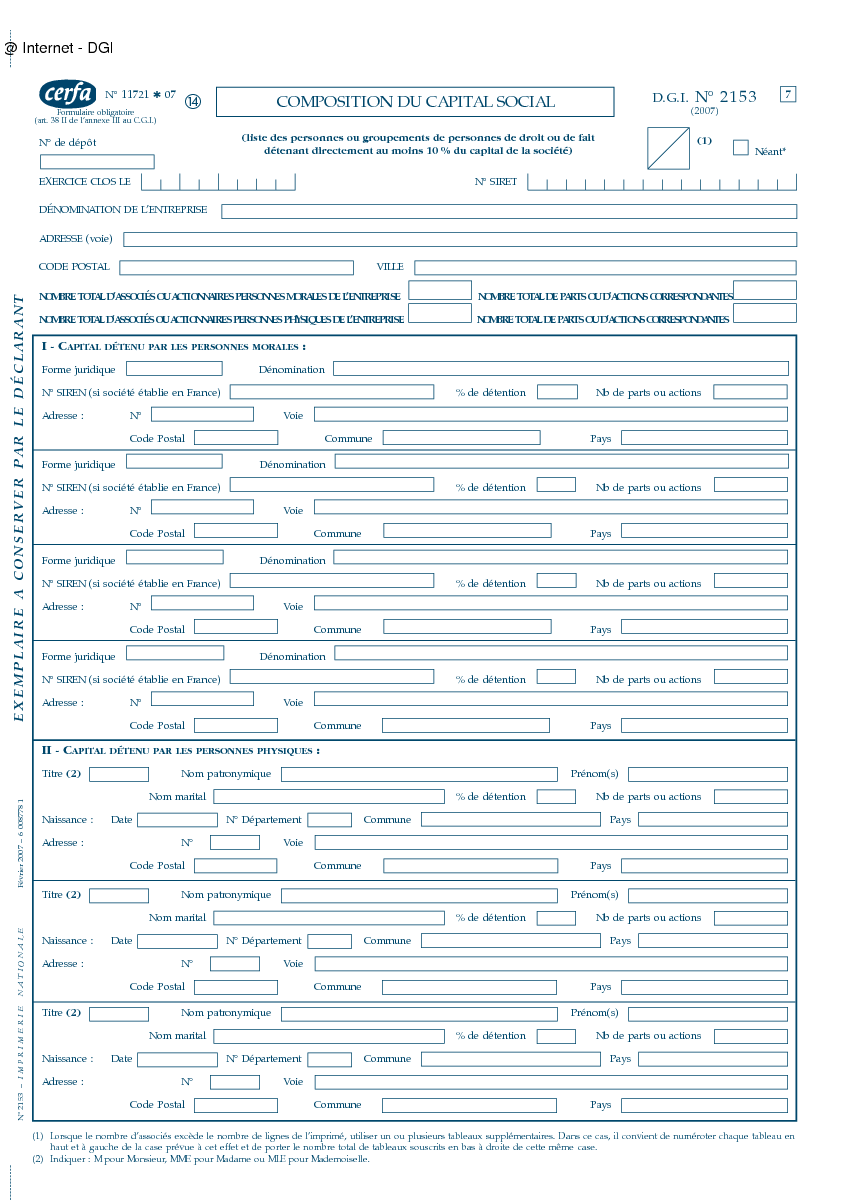 @ Internet - DGI
cerfa N° 11721 ✱ 07 ⑭ COMPOSITION DU CAPITAL SOCIAL D.G.I. N° 2153 7
Formulaire obligatoire (2007)
(art. 38 II de l'annexe III au C.G.I.)
(liste des personnes ou groupements de personnes de droit ou de fait
détenant directement au moins 10 % du capital de la société) (1) Néant*
N° de dépôt
EXERCICE CLOS LE N° SIRET
DÉNOMINATION DE L'ENTREPRISE
ADRESSE (voie)
CODE POSTAL VILLE
NOMBRE TOTAL D'ASSOCIÉS OU ACTIONNAIRES PERSONNES MORALES DE L'ENTREPRISE NOMBRE TOTAL DE PARTS OU D'ACTIONS CORRESPONDANTES
NOMBRE TOTAL D'ASSOCIÉS OU ACTIONNAIRES PERSONNES PHYSIQUES DE L'ENTREPRISE NOMBRE TOTAL DE PARTS OU D'ACTIONS CORRESPONDANTES
EXEMPLAIRE A CONSERVER PAR LE DÉCLARANT
I - CAPITAL DÉTENU PAR LES PERSONNES MORALES :
Forme juridique Dénomination
N° SIREN (si société établie en France) % de détention Nb de parts ou actions
Adresse : N° Voie
Code Postal Commune Pays
Forme juridique Dénomination
N° SIREN (si société établie en France) % de détention Nb de parts ou actions
Adresse : N° Voie
Code Postal Commune Pays
Forme juridique Dénomination
N° SIREN (si société établie en France) % de détention Nb de parts ou actions
Adresse : N° Voie
Code Postal Commune Pays
Forme juridique Dénomination
N° SIREN (si société établie en France) % de détention Nb de parts ou actions
Adresse : N° Voie
Code Postal Commune Pays
II - CAPITAL DÉTENU PAR LES PERSONNES PHYSIQUES :
Titre (2) Nom patronymique Prénom(s)
Nom marital % de détention Nb de parts ou actions
Naissance : Date N° Département Commune Pays
Adresse : N° Voie
Code Postal Commune Pays
Titre (2) Nom patronymique Prénom(s)
Nom marital % de détention Nb de parts ou actions
Naissance : Date N° Département Commune Pays
Adresse : N° Voie
Code Postal Commune Pays
Titre (2) Nom patronymique Prénom(s)
Nom marital % de détention Nb de parts ou actions
Naissance : Date N° Département Commune Pays
Adresse : N° Voie
Code Postal Commune Pays
N° 2153 – IMPRIMERIE NATIONALE Février 2007 – 6 008778 1
(1) Lorsque le nombre d'associés excède le nombre de lignes de l'imprimé, utiliser un ou plusieurs tableaux supplémentaires. Dans ce cas, il convient de numéroter chaque tableau en
haut et à gauche de la case prévue à cet effet et de porter le nombre total de tableaux souscrits en bas à droite de cette même case.
(2) Indiquer : M pour Monsieur, MME pour Madame ou MLE pour Mademoiselle.